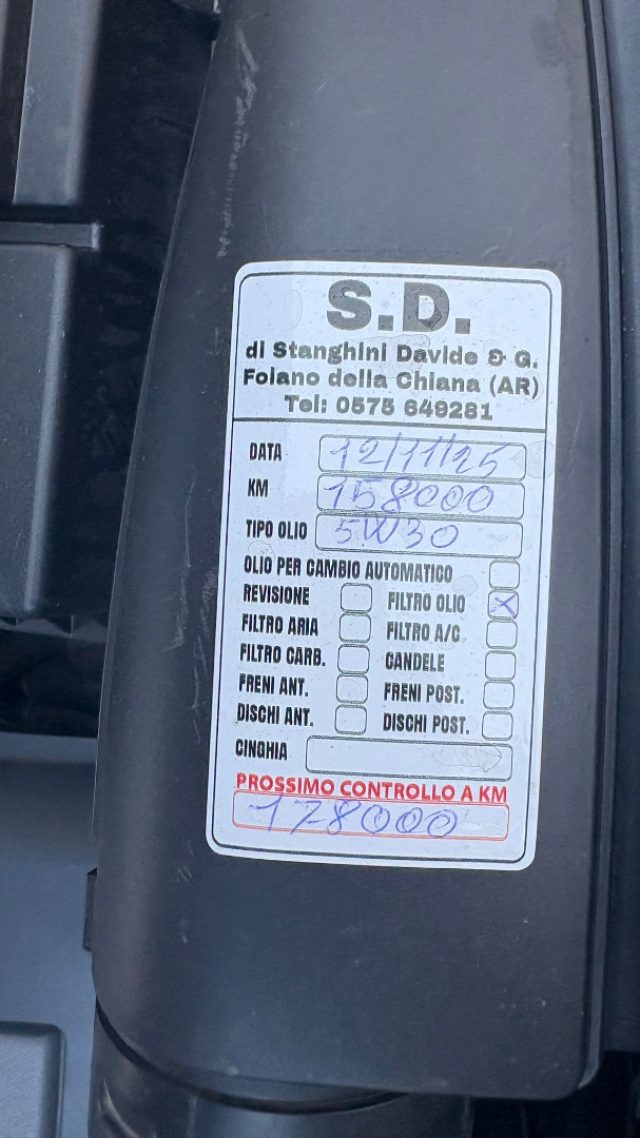 S.D.
di Stanghini Davide & G.
Foiano della Chiana (AR)
Tel: 0575 649281
DATA 12/11/25
KM 158000
TIPO OLIO 5W30
OLIO PER CAMBIO AUTOMATICO
REVISIONE FILTRO OLIO X
FILTRO ARIA FILTRO A/C
FILTRO CARB. CANDELE
FRENI ANT. FRENI POST.
DISCHI ANT. DISCHI POST.
CINGHIA
PROSSIMO CONTROLLO A KM
178000